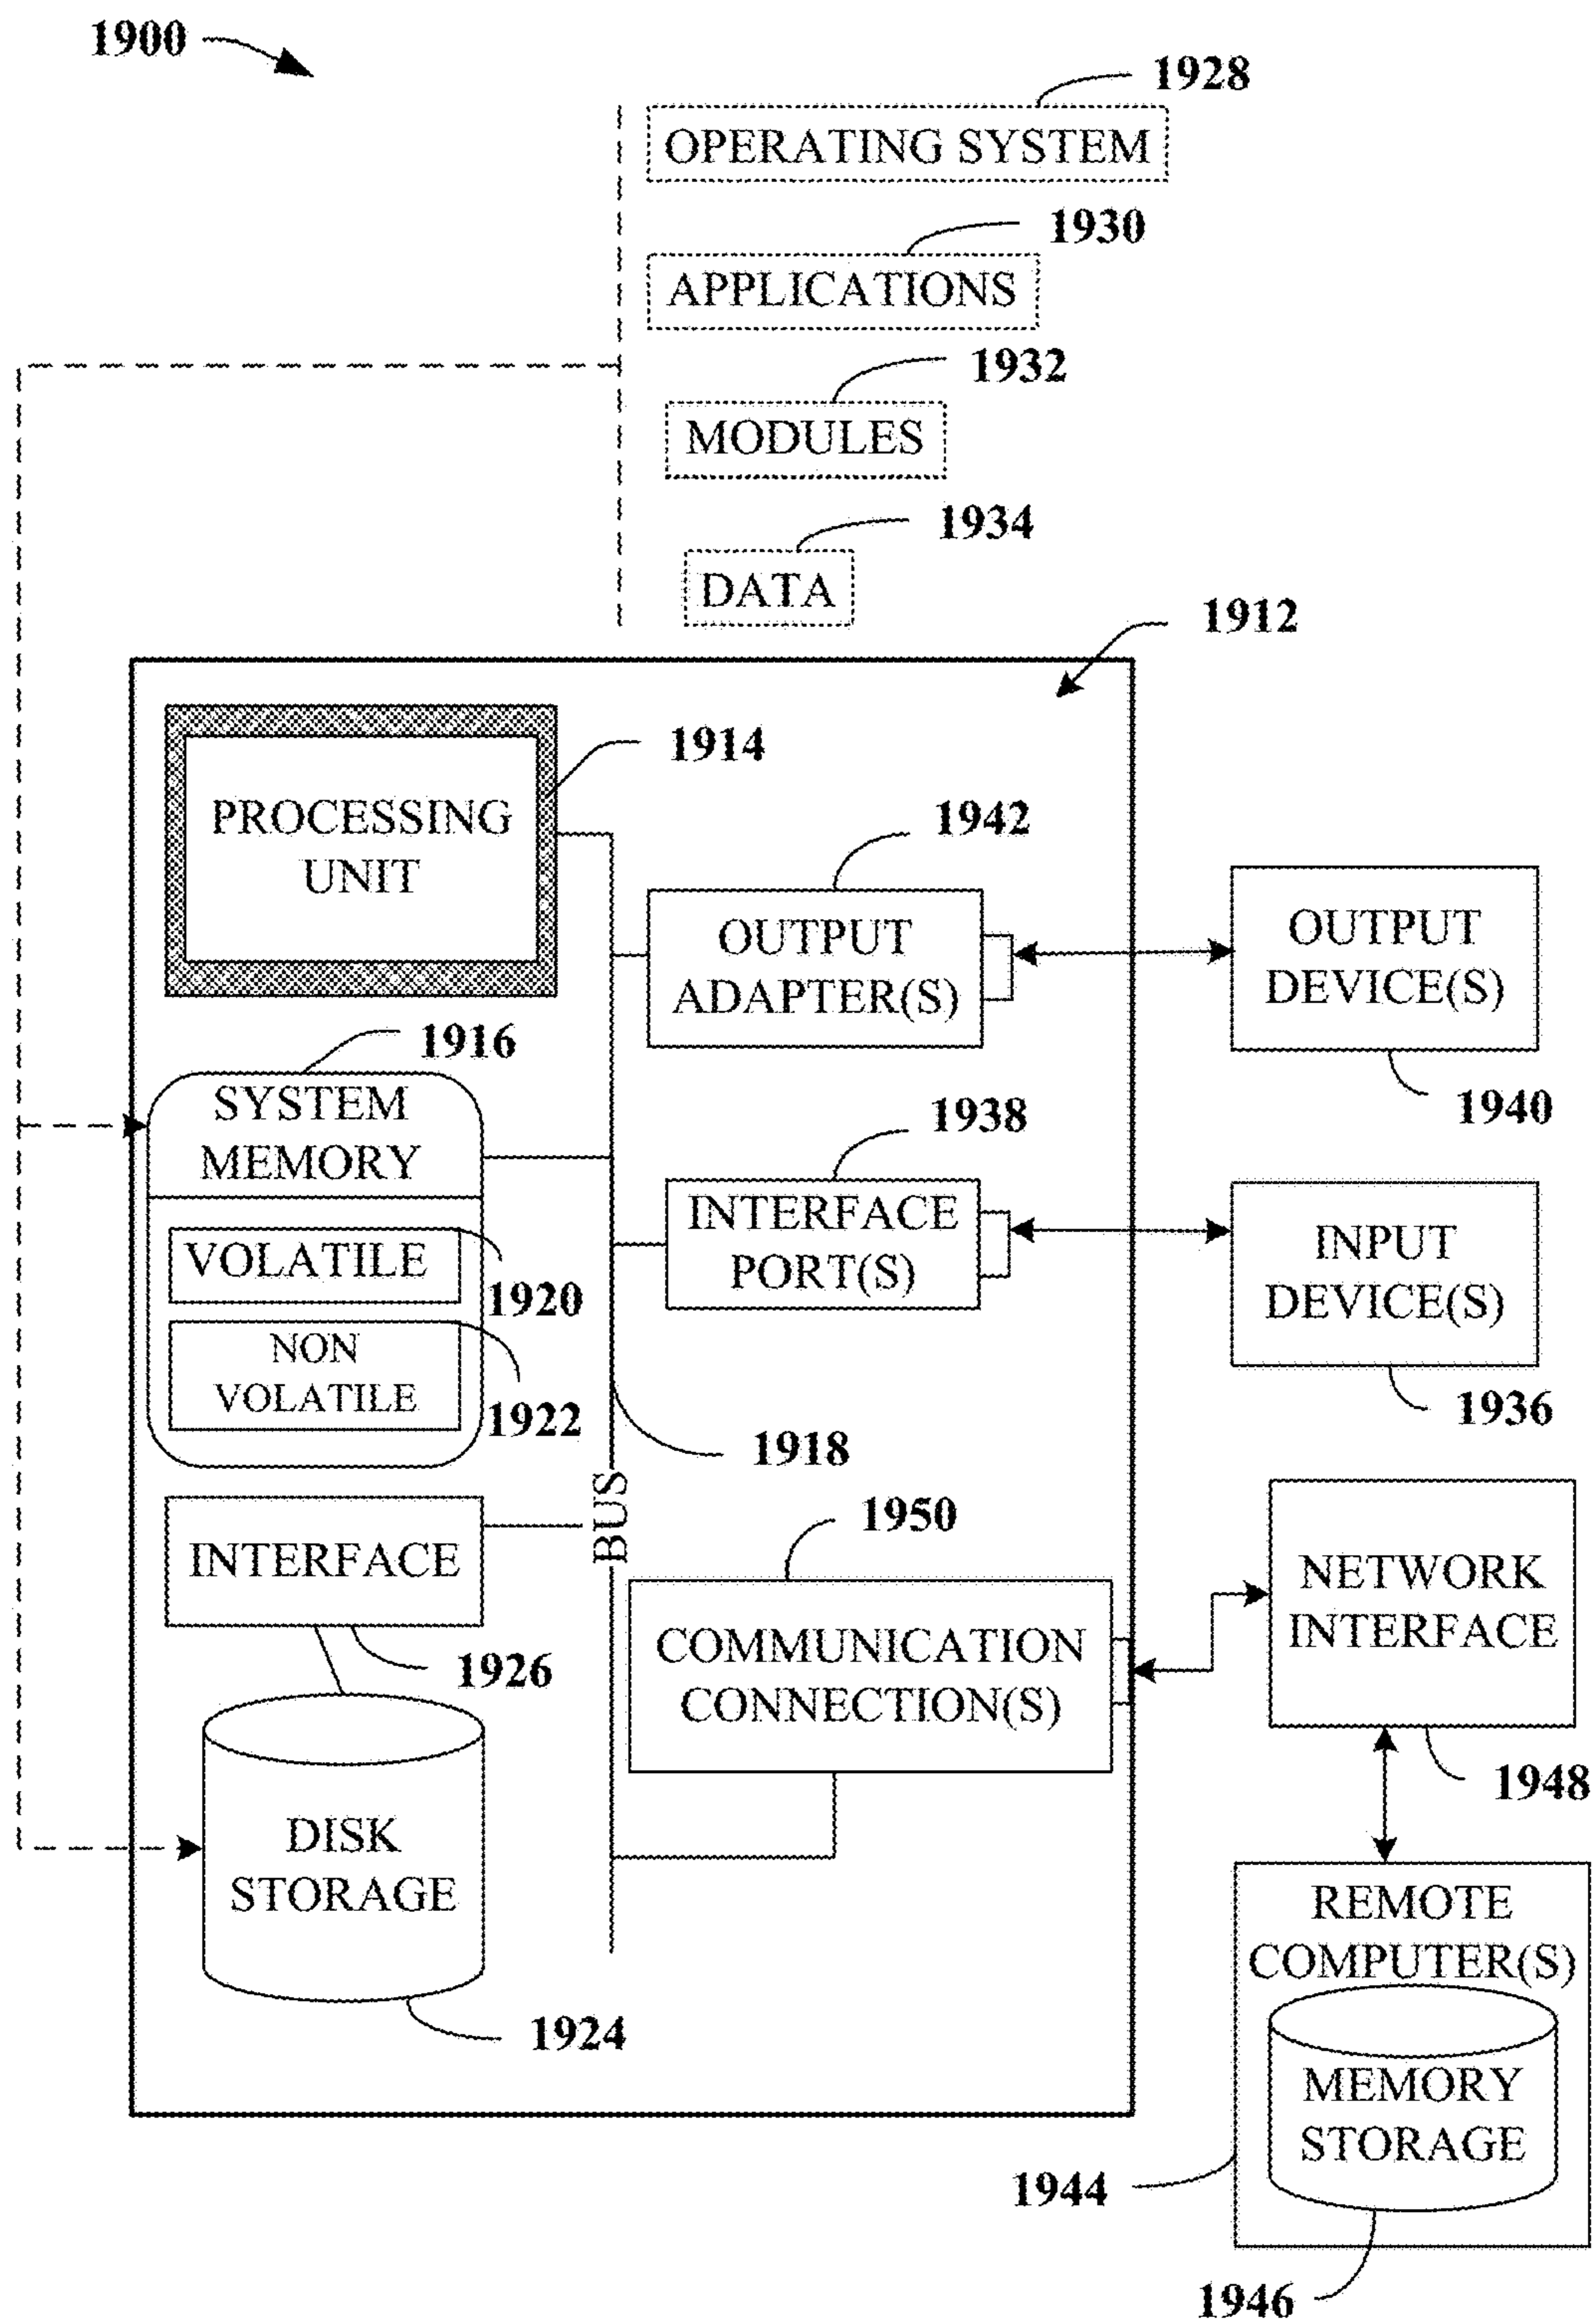 1900
1928
OPERATING SYSTEM
1930
APPLICATIONS
1932
MODULES
1934
DATA
1912
1914
PROCESSING
UNIT
1942
OUTPUT
ADAPTER(S)
OUTPUT
DEVICE(S)
1940
1916
SYSTEM
MEMORY
VOLATILE
1920
NON
VOLATILE
1922
1938
INTERFACE
PORT(S)
INPUT
DEVICE(S)
1936
1918
BUS
INTERFACE
1926
1950
COMMUNICATION
CONNECTION(S)
NETWORK
INTERFACE
1948
DISK
STORAGE
1924
REMOTE
COMPUTER(S)
MEMORY
STORAGE
1944
1946